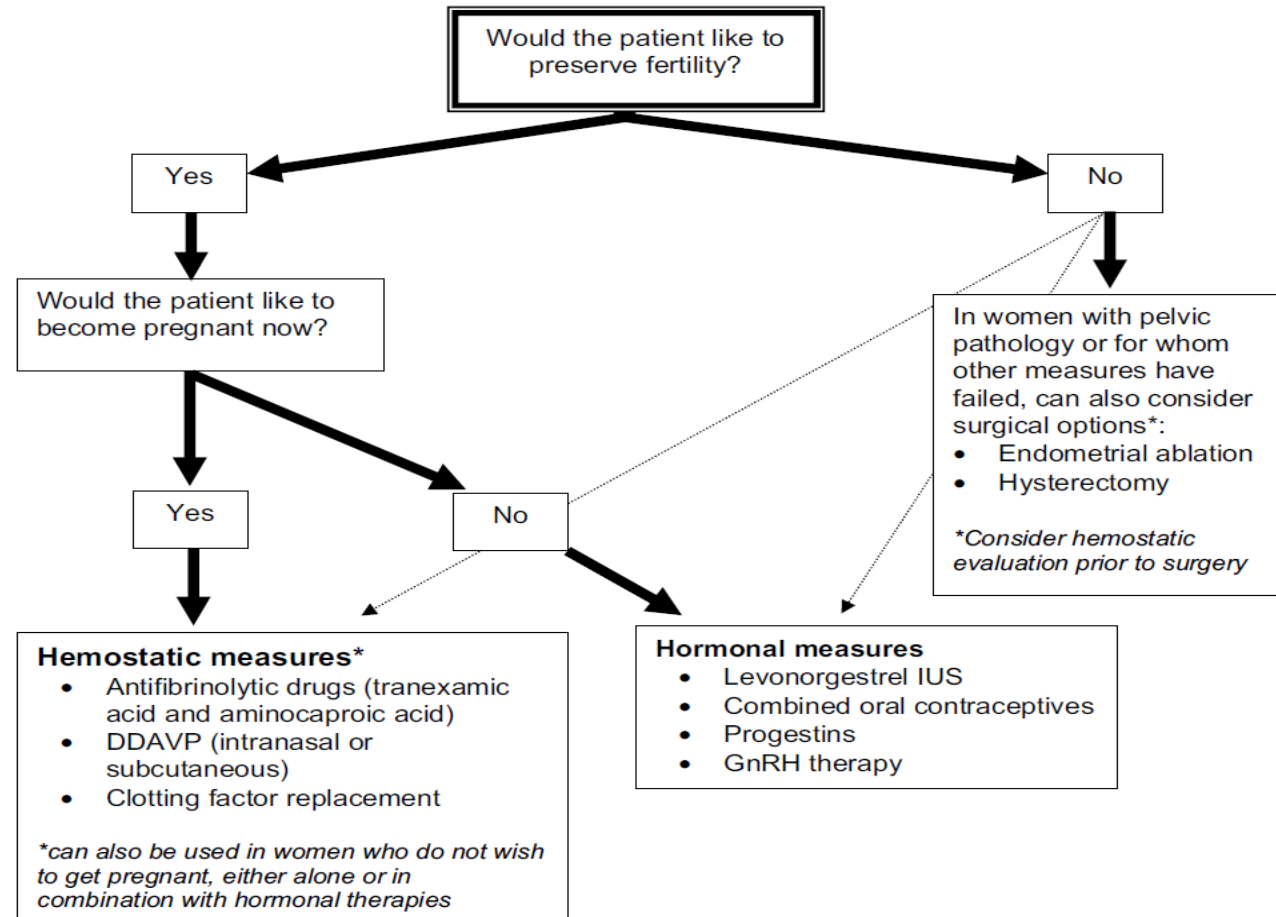 Would the patient like to
preserve fertility?
Yes
No
Would the patient like to
become pregnant now?
In women with pelvic
pathology or for whom
other measures have
failed, can also consider
surgical options*:
• Endometrial ablation
• Hysterectomy
*Consider hemostatic
evaluation prior to surgery
Yes
No
Hemostatic measures*
• Antifibrinolytic drugs (tranexamic
acid and aminocaproic acid)
• DDAVP (intranasal or
subcutaneous)
• Clotting factor replacement
*can also be used in women who do not wish
to get pregnant, either alone or in
combination with hormonal therapies
Hormonal measures
• Levonorgestrel IUS
• Combined oral contraceptives
• Progestins
• GnRH therapy